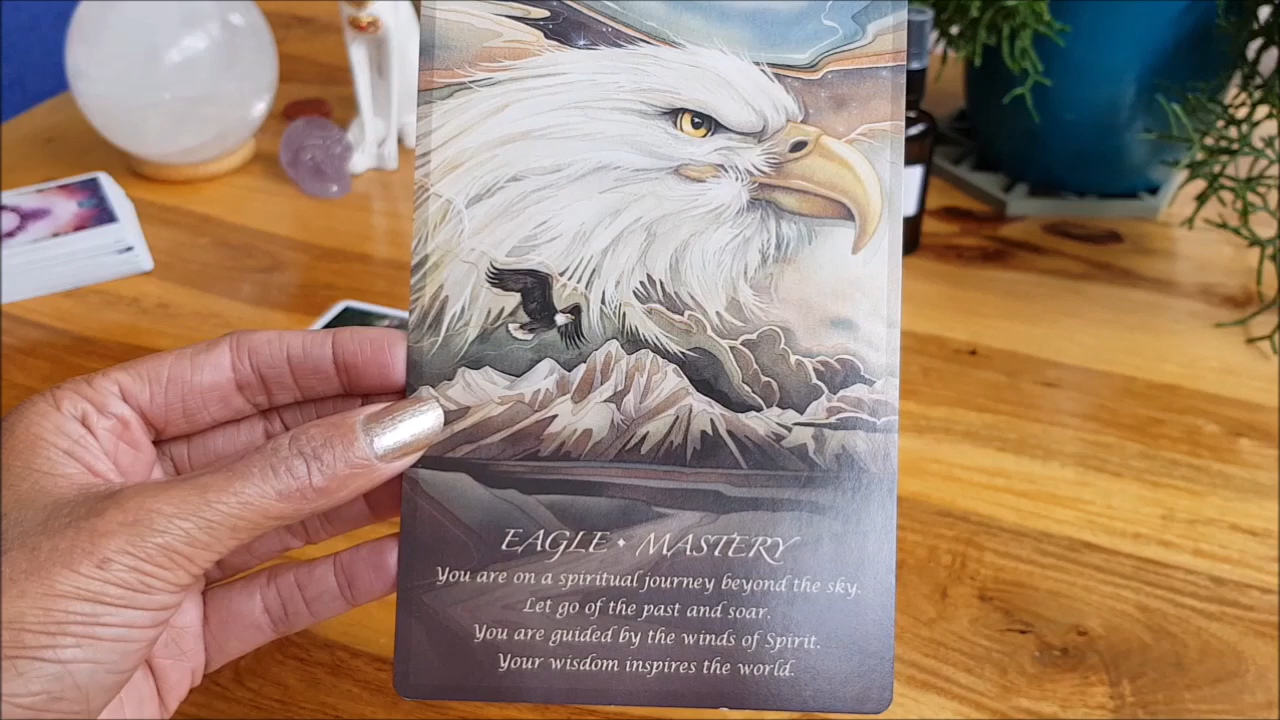 EAGLE ✦ MASTERY
You are on a spiritual journey beyond the sky.
Let go of the past and soar.
You are guided by the winds of Spirit.
Your wisdom inspires the world.